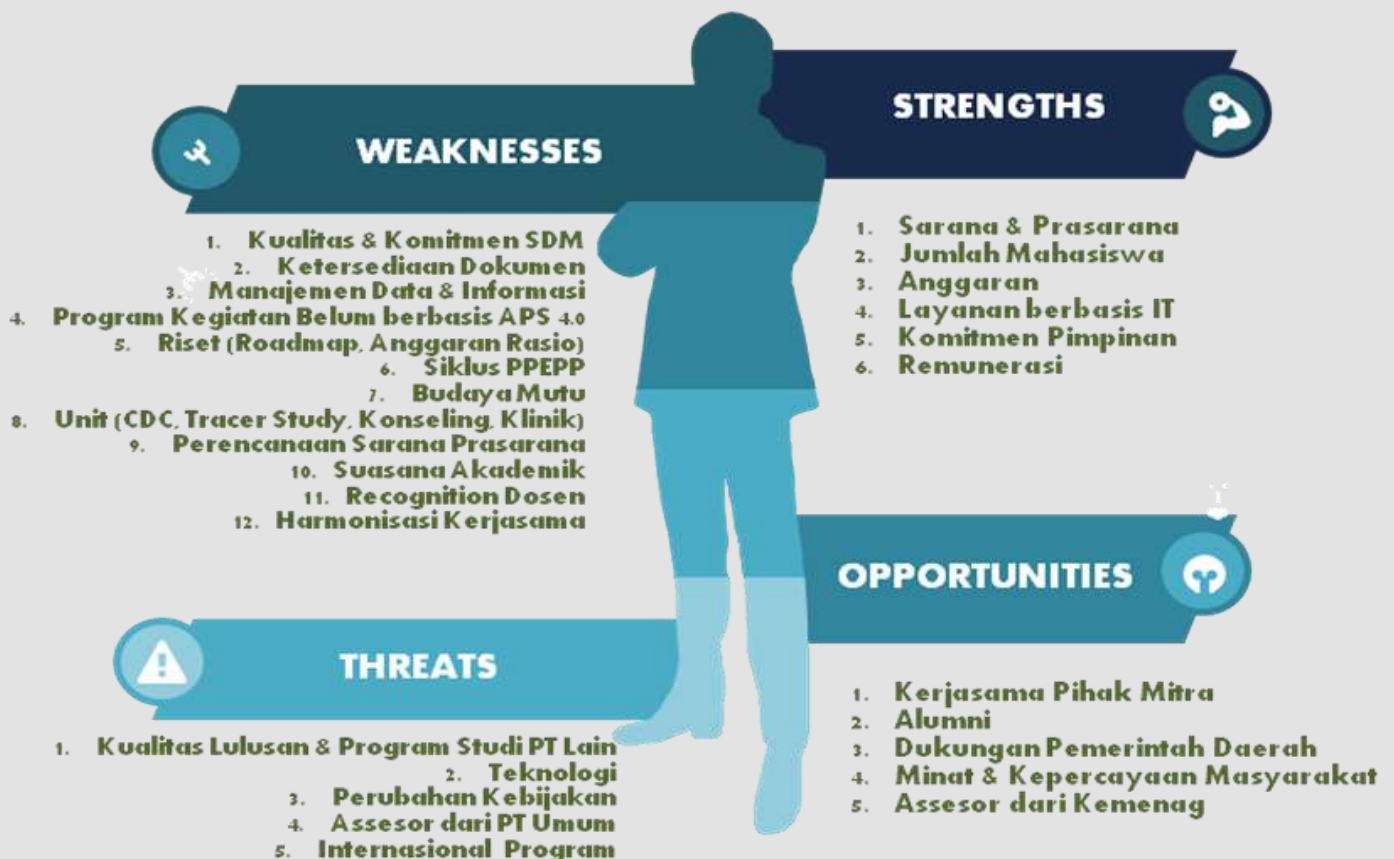 WEAKNESSES
1. Kualitas & Komitmen SDM
2. Ketersediaan Dokumen
3. Manajemen Data & Informasi
4. Program Kegiatan Belum berbasis APS 4.0
5. Riset (Roadmap, Anggaran Rasio)
6. Siklus PPEPP
7. Budaya Mutu
8. Unit (CDC, Tracer Study, Konseling, Klinik)
9. Perencanaan Sarana Prasarana
10. Suasana Akademik
11. Recognition Dosen
12. Harmonisasi Kerjasama
STRENGTHS
1. Sarana & Prasarana
2. Jumlah Mahasiswa
3. Anggaran
4. Layanan berbasis IT
5. Komitmen Pimpinan
6. Remunerasi
THREATS
1. Kualitas Lulusan & Program Studi PT Lain
2. Teknologi
3. Perubahan Kebijakan
4. Assesor dari PT Umum
5. Internasional Program
OPPORTUNITIES
1. Kerjasama Pihak Mitra
2. Alumni
3. Dukungan Pemerintah Daerah
4. Minat & Kepercayaan Masyarakat
5. Assesor dari Kemenag